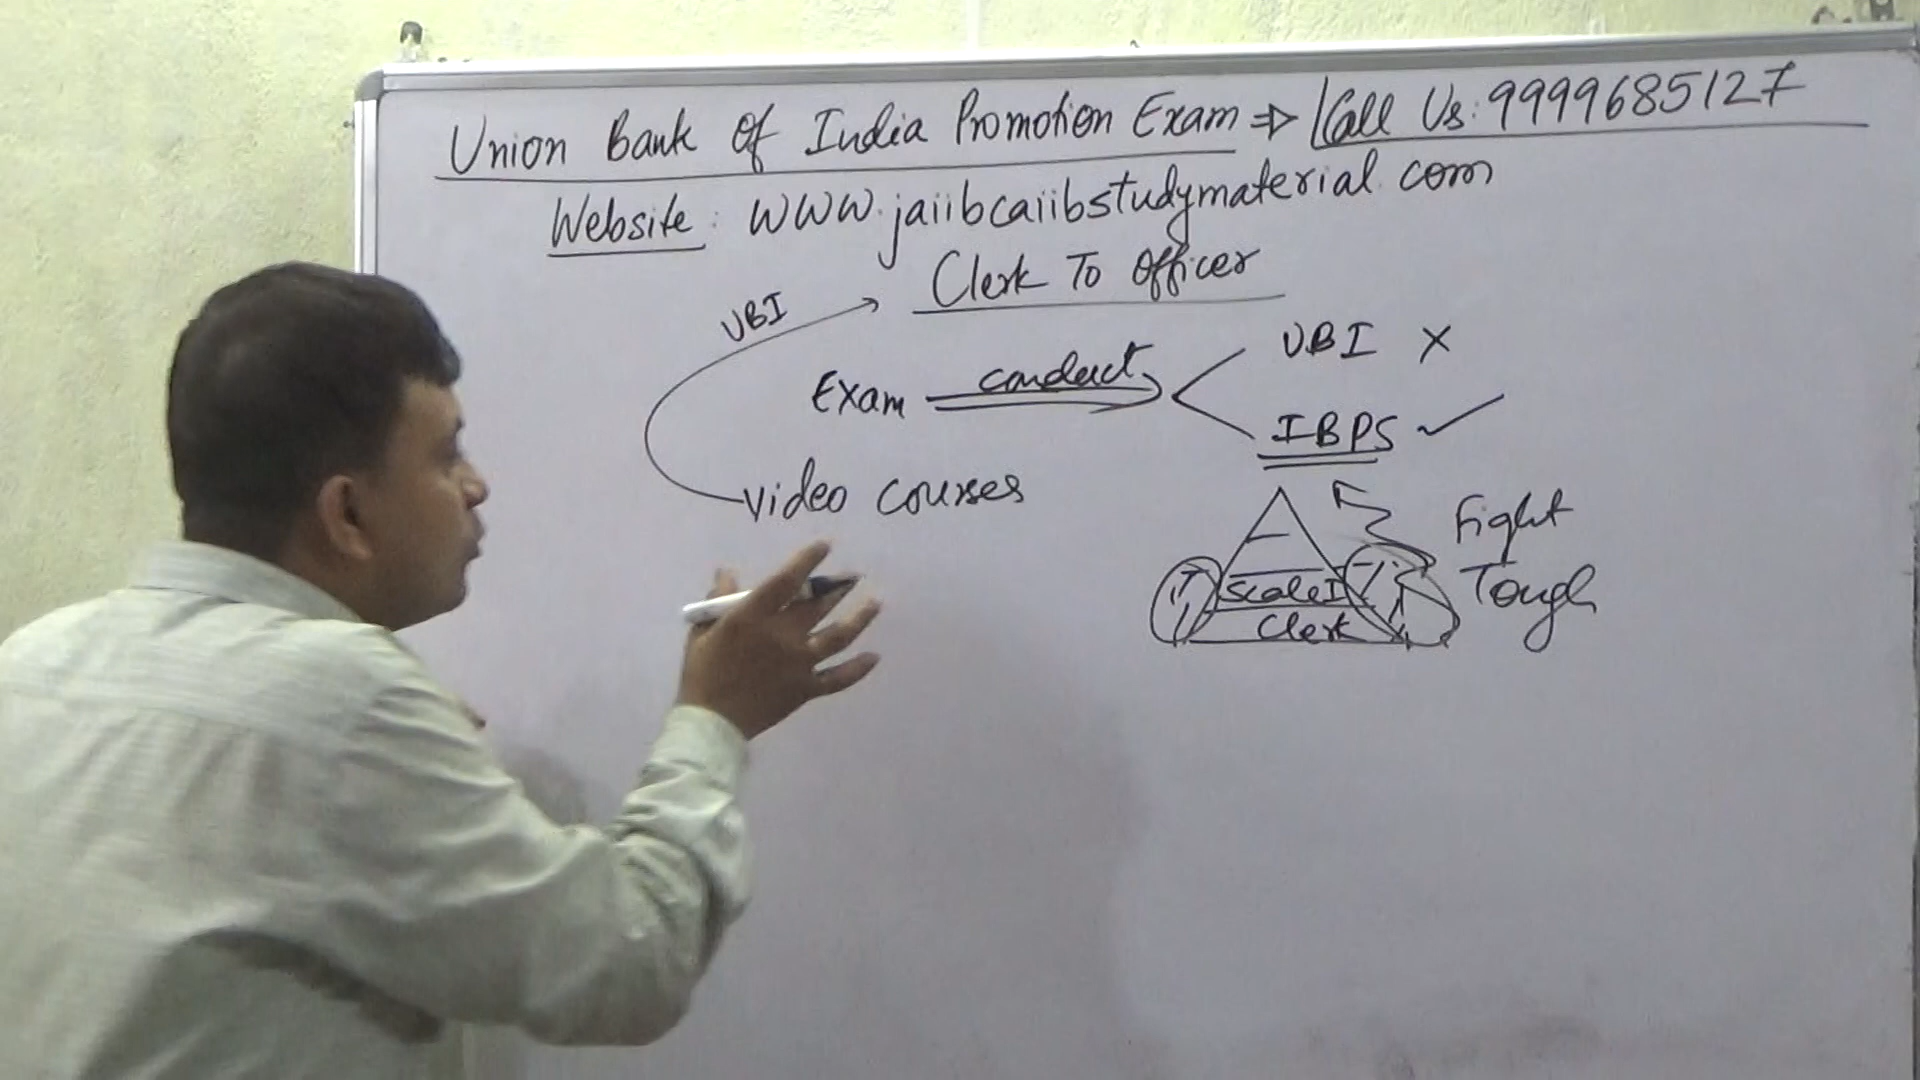 Union Bank Of India Promotion Exam ⇒ Call Us: 9999685127
Website: WWW.jaiibcaiibstudymaterial.com
Clerk To Officer
UBI
UBI X
Exam conduct
IBPS ✓
video courses
Fight
Tough
Scale I
Clerk